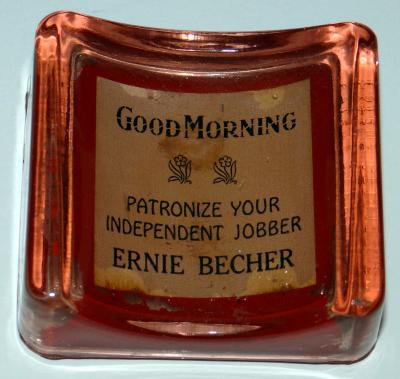 GOOD MORNING
PATRONIZE YOUR
INDEPENDENT JOBBER
ERNIE BECHER